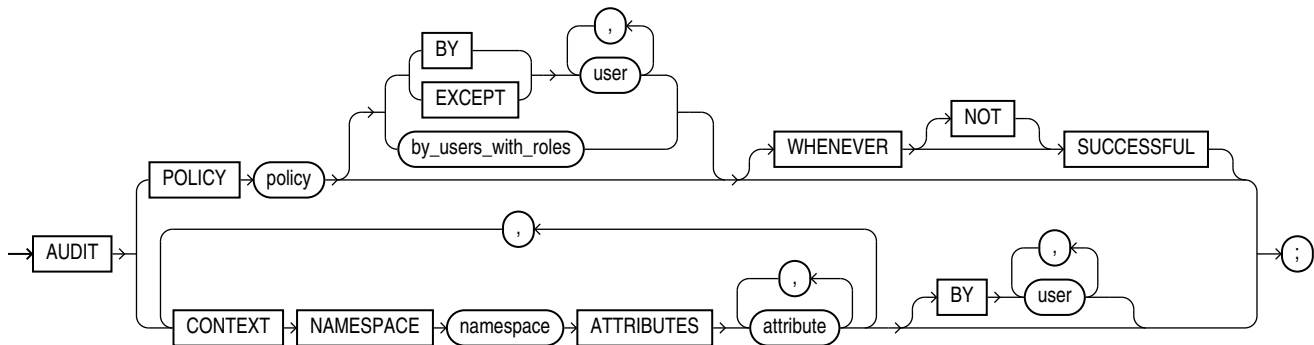 ,
BY
user
EXCEPT
NOT
by_users_with_roles
WHENEVER
SUCCESSFUL
POLICY policy
,
AUDIT
,
,
;
BY
user
CONTEXT NAMESPACE namespace ATTRIBUTES attribute